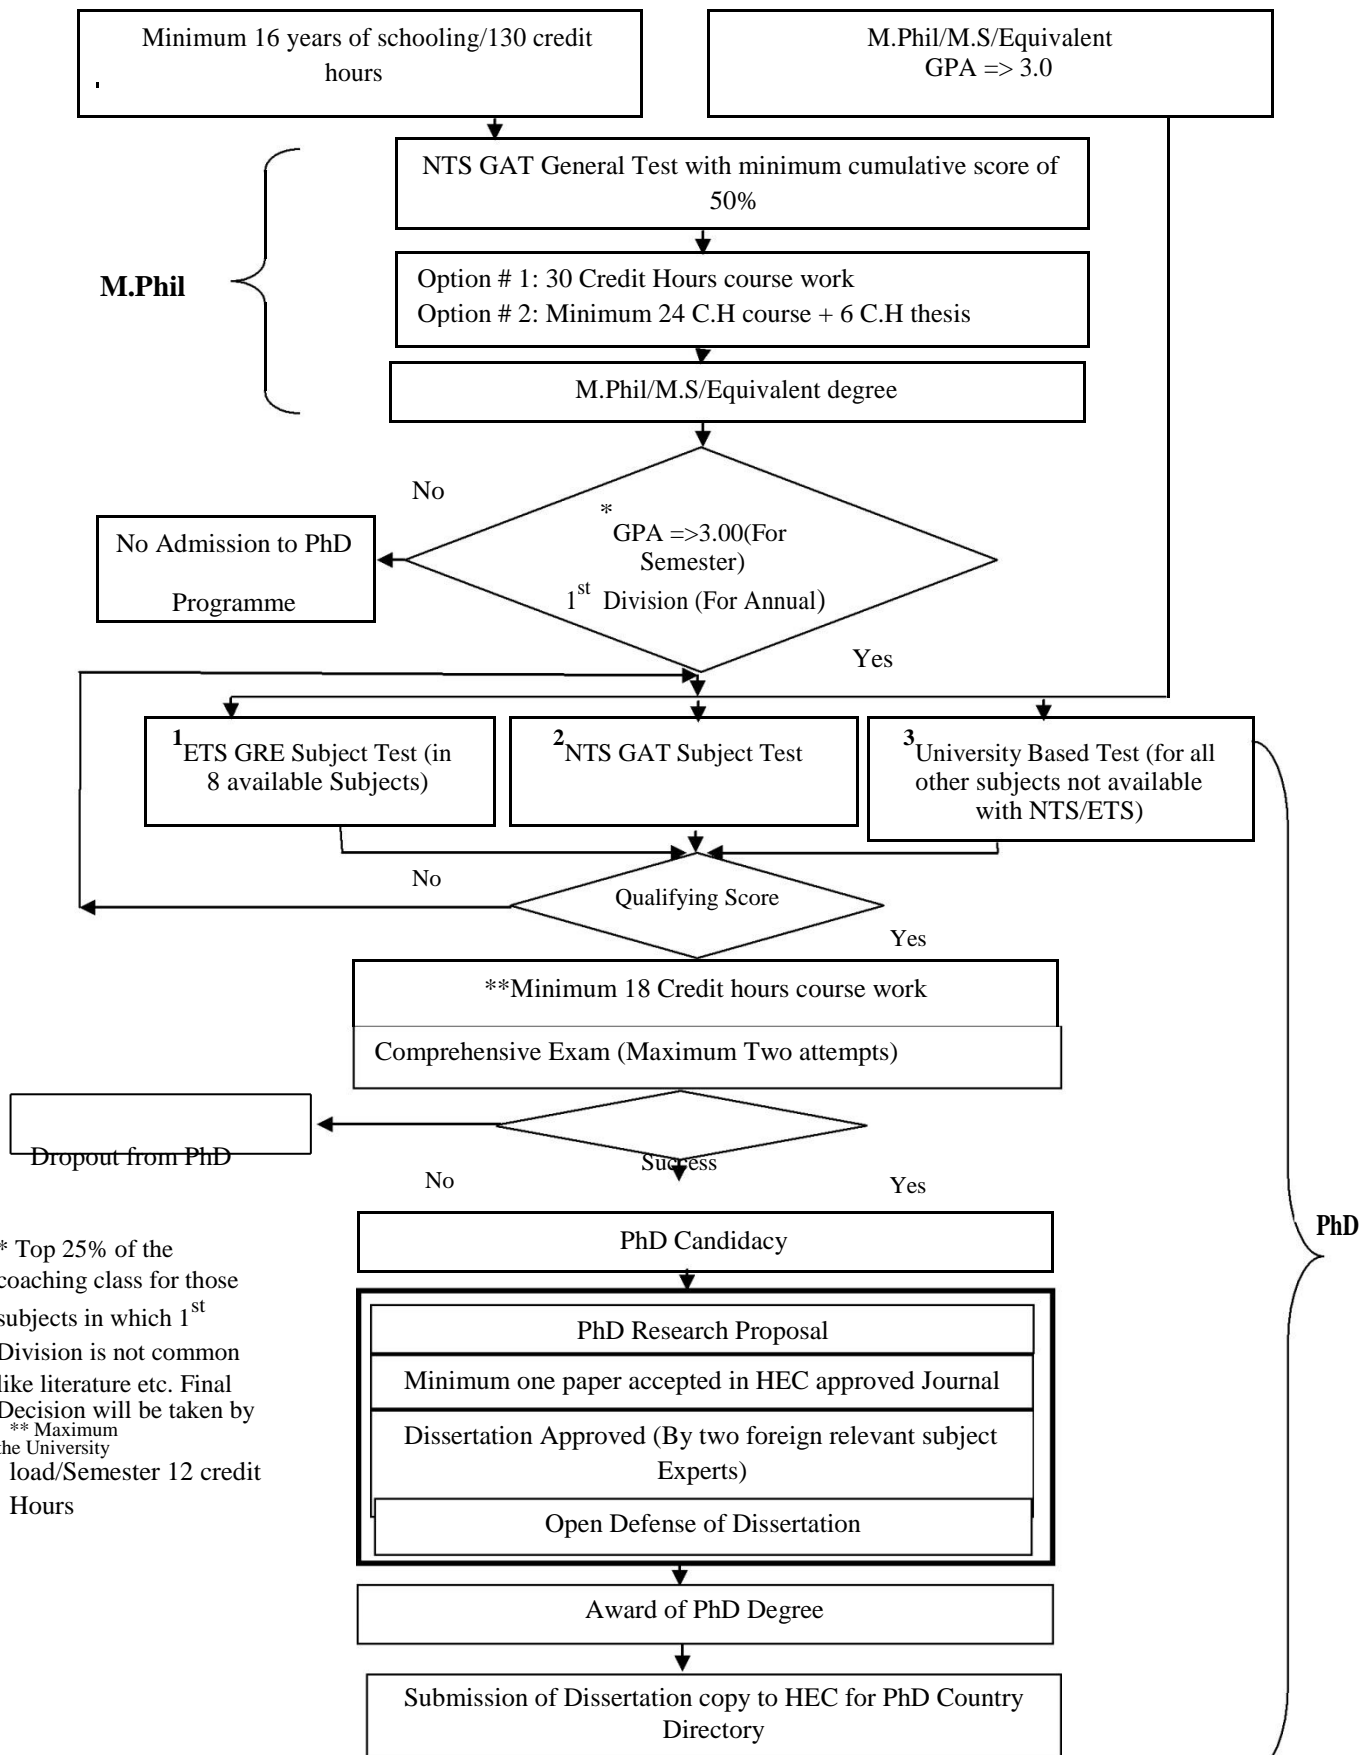 Minimum 16 years of schooling/130 credit
hours
M.Phil/M.S/Equivalent
GPA => 3.0
NTS GAT General Test with minimum cumulative score of
50%
M.Phil
Option # 1: 30 Credit Hours course work
Option # 2: Minimum 24 C.H course + 6 C.H thesis
M.Phil/M.S/Equivalent degree
No
*
GPA =>3.00(For
Semester)
1st Division (For Annual)
No Admission to PhD
Programme
Yes
1ETS GRE Subject Test (in
8 available Subjects)
2NTS GAT Subject Test
3University Based Test (for all
other subjects not available
with NTS/ETS)
No
Qualifying Score
Yes
**Minimum 18 Credit hours course work
Comprehensive Exam (Maximum Two attempts)
Dropout from PhD
Success
No
Yes
PhD
PhD Candidacy
* Top 25% of the
coaching class for those
subjects in which 1st
Division is not common
like literature etc. Final
Decision will be taken by
** Maximum
the University
load/Semester 12 credit
Hours
PhD Research Proposal
Minimum one paper accepted in HEC approved Journal
Dissertation Approved (By two foreign relevant subject
Experts)
Open Defense of Dissertation
Award of PhD Degree
Submission of Dissertation copy to HEC for PhD Country
Directory